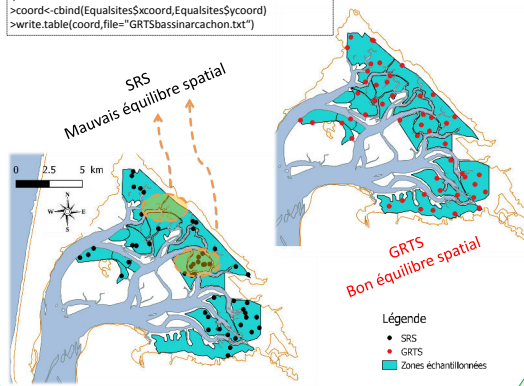 >coord<-cbind(Equalsites$xcoord,Equalsites$ycoord)
>write.table(coord,file="GRTSbassinarcachon.txt")
SRS
Mauvais équilibre spatial
0 2.5 5 km
N
W E
S
GRTS
Bon équilibre spatial
Légende
SRS
GRTS
Zones échantillonnées